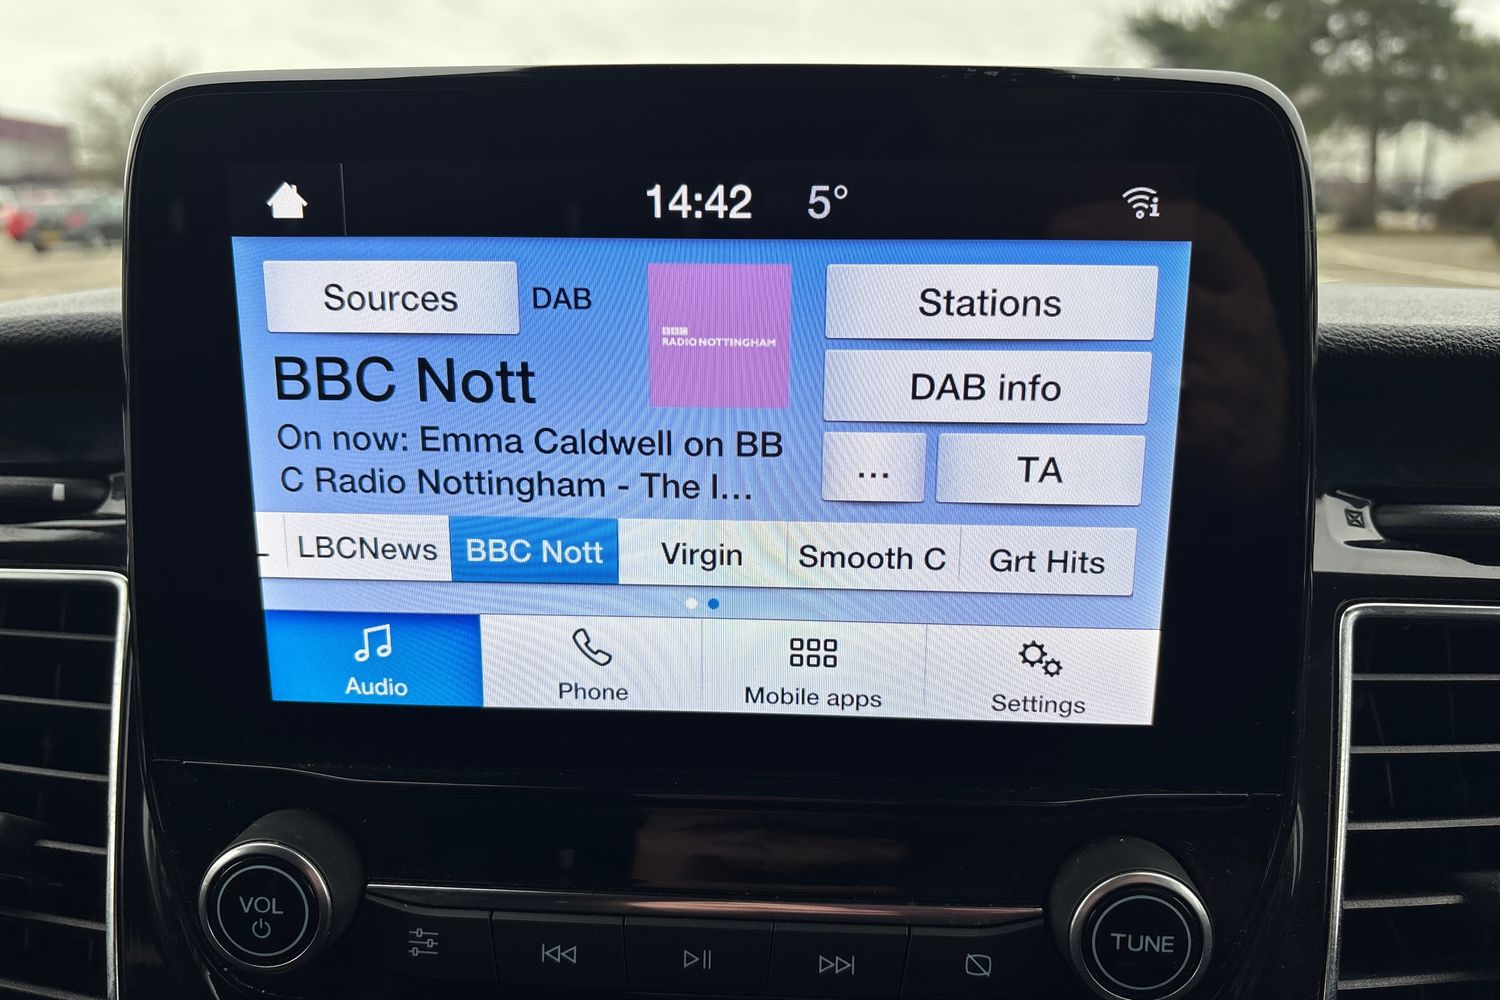 14:42 5°
Sources DAB
BBC
RADIO NOTTINGHAM
Stations
BBC Nott
DAB info
On now: Emma Caldwell on BB
C Radio Nottingham - The I...
... TA
LBCNews BBC Nott Virgin Smooth C Grt Hits
Audio Phone Mobile apps Settings
VOL
TUNE